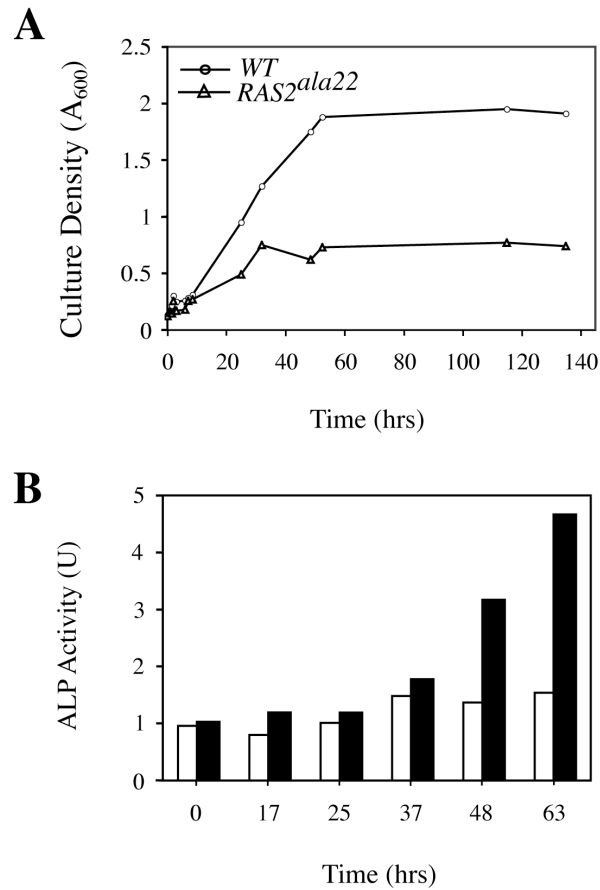 A
2.5
2
1.5
1
0.5
0
Culture Density (A600)
WT
RAS2ala22
0 20 40 60 80 100 120 140
Time (hrs)
B
5
4
3
2
1
0
ALP Activity (U)
0 17 25 37 48 63
Time (hrs)